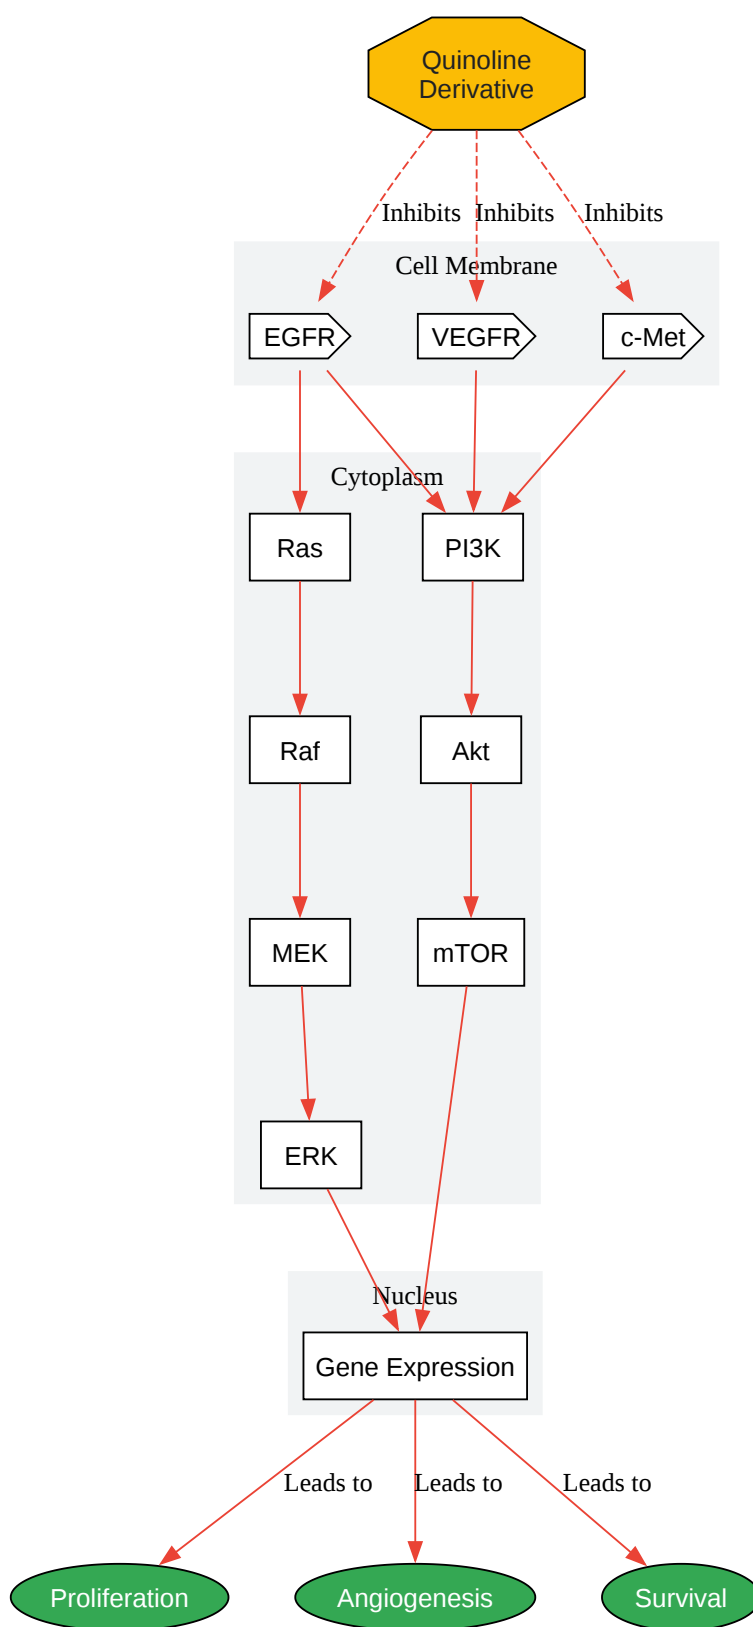 Quinoline
Derivative
Inhibits
Inhibits
Inhibits
Cell Membrane
EGFR
VEGFR
c-Met
Cytoplasm
Ras
PI3K
Raf
Akt
MEK
mTOR
ERK
Nucleus
Gene Expression
Leads to
Leads to
Leads to
Proliferation
Angiogenesis
Survival